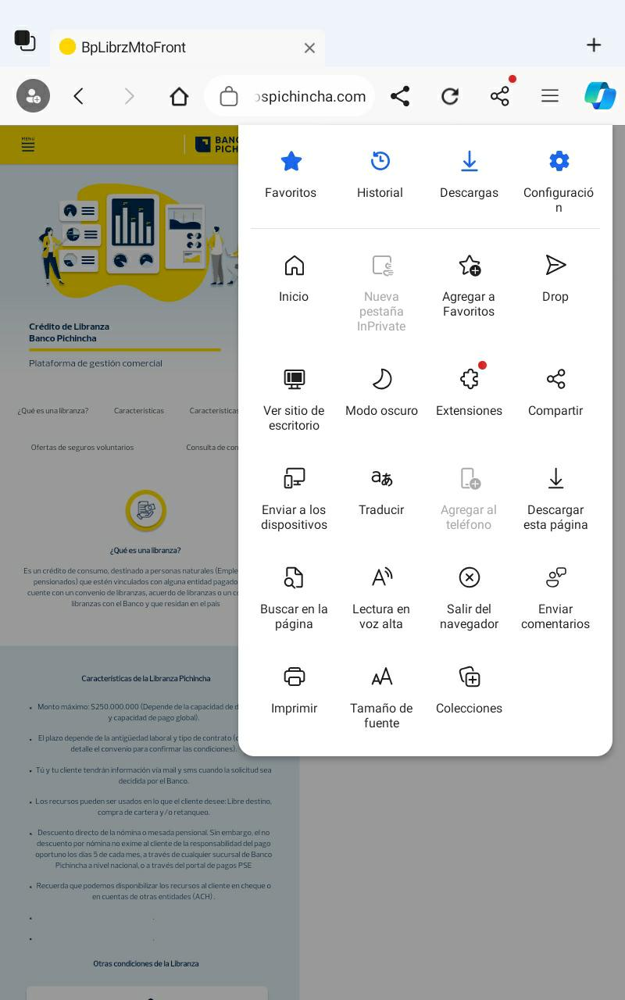 BpLibrzMtoFront
ospichincha.com
MENÚ
BANC
PICH
Favoritos
Historial
Descargas
Configuració
n
Inicio
Nueva
pestaña
InPrivate
Agregar a
Favoritos
Drop
Ver sitio de
escritorio
Modo oscuro
Extensiones
Compartir
Enviar a los
dispositivos
Traducir
Agregar al
teléfono
Descargar
esta página
Buscar en la
página
Lectura en
voz alta
Salir del
navegador
Enviar
comentarios
Imprimir
Tamaño de
fuente
Colecciones
Crédito de Libranza
Banco Pichincha
Plataforma de gestión comercial
¿Qué es una libranza?
Características
Características
Ofertas de seguros voluntarios
Consulta de con
¿Qué es una libranza?
Es un crédito de consumo, destinado a personas naturales (Emple
pensionados) que estén vinculados con alguna entidad pagado
cuente con un convenio de libranzas, acuerdo de libranzas o un co
libranzas con el Banco y que residan en el país
Características de la Libranza Pichincha
• Monto máximo: $250.000.000 (Depende de la capacidad de d
y capacidad de pago global).
• El plazo depende de la antigüedad laboral y tipo de contrato (c
detalle el convenio para confirmar las condiciones).
• Tú y tu cliente tendrán información vía mail y sms cuando la solicitud sea
decidida por el Banco.
• Los recursos pueden ser usados en lo que el cliente desee: Libre destino,
compra de cartera y/o retanqueo.
• Descuento directo de la nómina o mesada pensional. Sin embargo, el no
descuento por nómina no exime al cliente de la responsabilidad del pago
oportuno los días 5 de cada mes, a través de cualquier sucursal de Banco
Pichincha a nivel nacional, o a través del portal de pagos PSE
• Recuerda que podemos disponibilizar los recursos al cliente en cheque o
en cuentas de otras entidades (ACH).
• .
• .
Otras condiciones de la Libranza